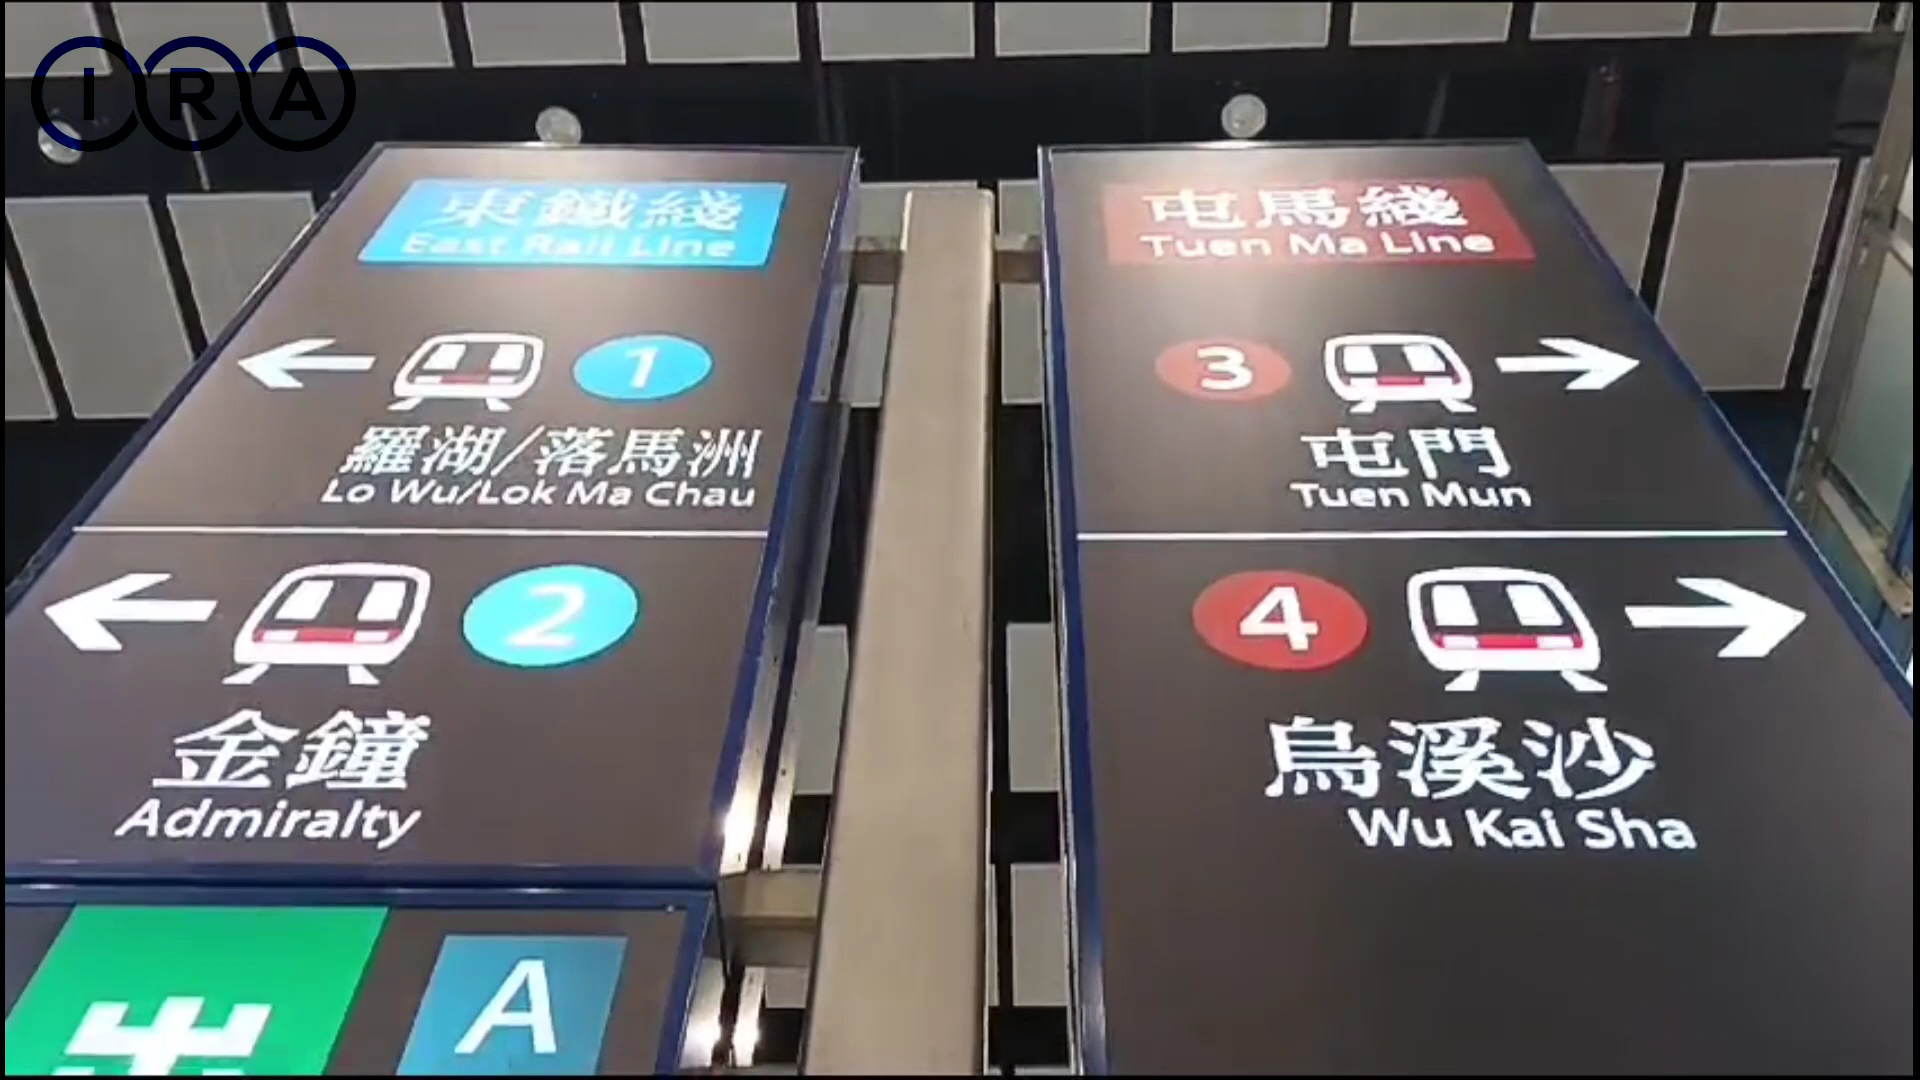 IRA
東鐵綫
East Rail Line
1
羅湖/落馬洲
Lo Wu/Lok Ma Chau
2
金鐘
Admiralty
出
A
屯馬綫
Tuen Ma Line
3
屯門
Tuen Mun
4
烏溪沙
Wu Kai Sha